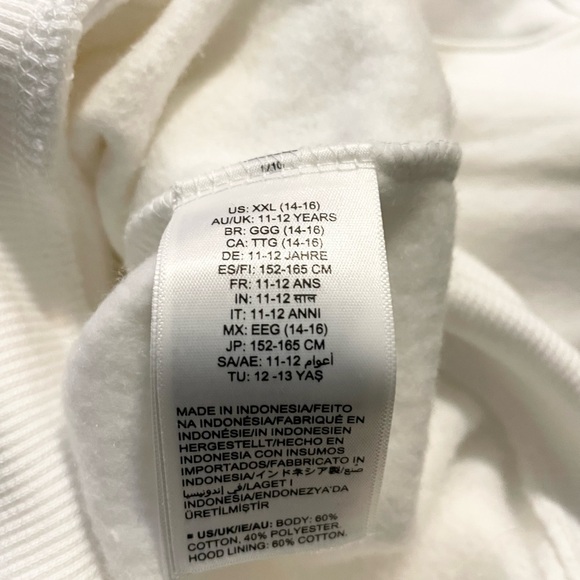 1/10
US: XXL (14-16)
AU/UK: 11-12 YEARS
BR: GGG (14-16)
CA: TTG (14-16)
DE: 11-12 JAHRE
ES/FI: 152-165 CM
FR: 11-12 ANS
IN: 11-12 साल
IT: 11-12 ANNI
MX: EEG (14-16)
JP: 152-165 CM
SA/AE: 11-12 أعوام
TU: 12 -13 YAŞ
MADE IN INDONESIA/FEITO
NA INDONÉSIA/FABRIQUÉ EN
INDONÉSIE/IN INDONESIEN
HERGESTELLT/HECHO EN
INDONESIA CON INSUMOS
IMPORTADOS/FABBRICATO IN
INDONESIA/インドネシア製/صنع
في إندونيسيا/LAGET I
INDONESIA/ENDONEZYA'DA
ÜRETİLMİŞTİR
■ US/UK/IE/AU: BODY: 60%
COTTON, 40% POLYESTER.
HOOD LINING: 60% COTTON.